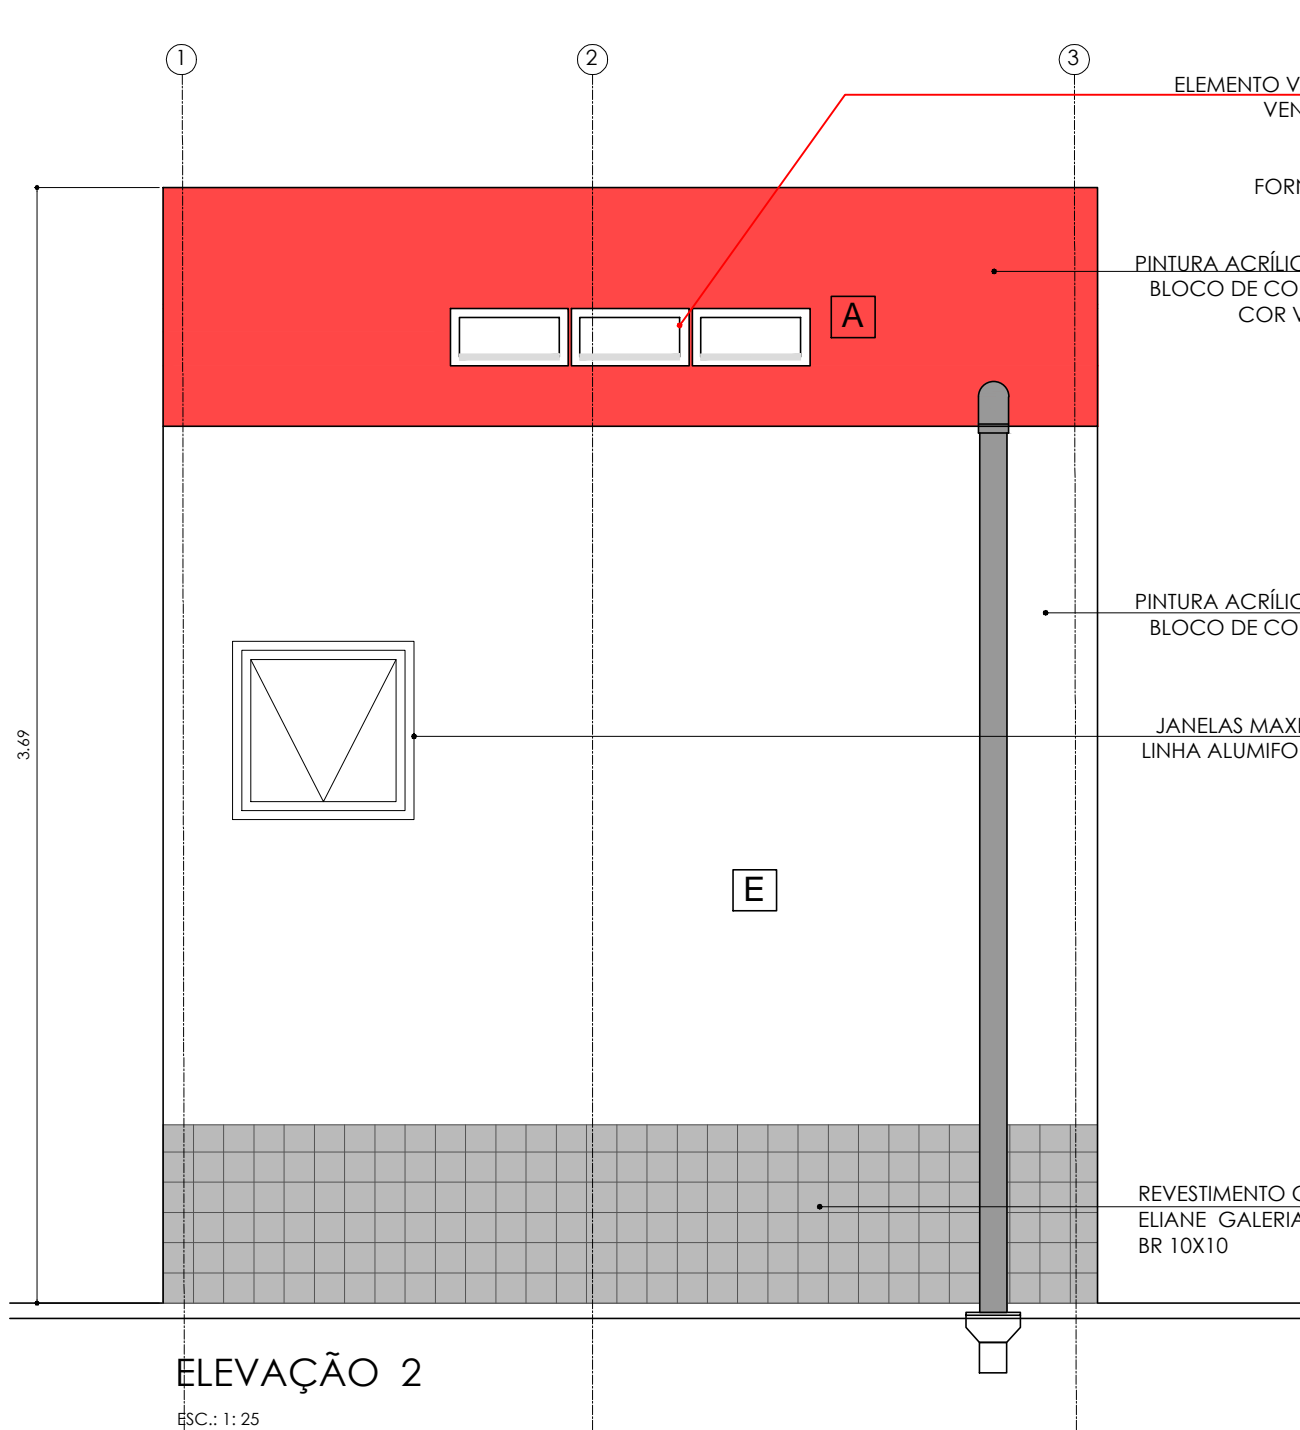 1
2
3
ELEMENTO V
VEN
FORN
PINTURA ACRÍLIC
BLOCO DE CO
COR V
A
PINTURA ACRÍLIC
BLOCO DE CO
JANELAS MAXI
LINHA ALUMIFO
3.69
E
REVESTIMENTO C
ELIANE GALERIA
BR 10X10
ELEVAÇÃO 2
ESC.: 1: 25